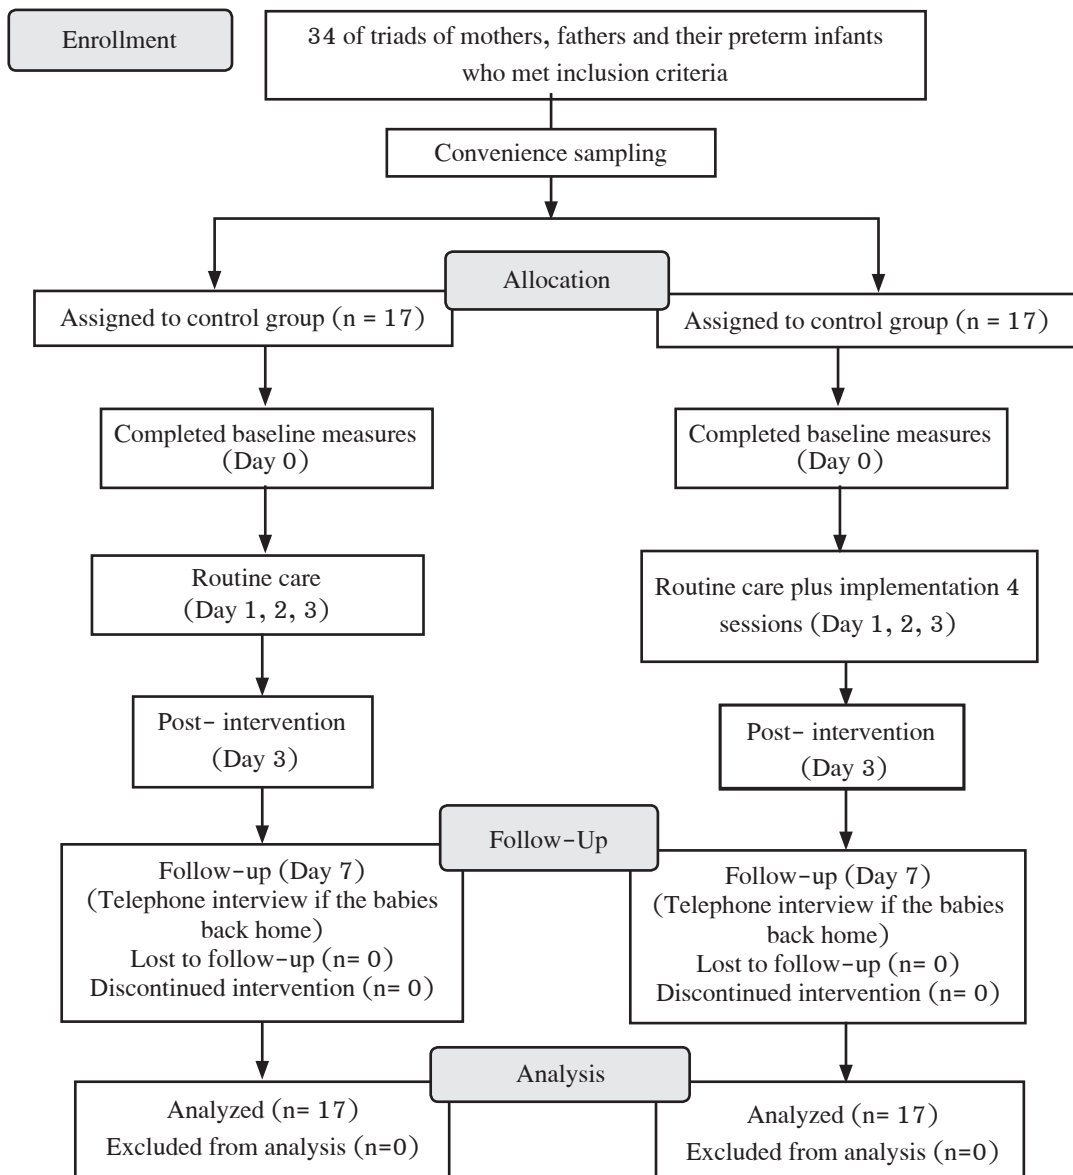 Enrollment
34 of triads of mothers, fathers and their preterm infants
who met inclusion criteria
Convenience sampling
Allocation
Assigned to control group (n = 17)
Assigned to control group (n = 17)
Completed baseline measures
(Day 0)
Completed baseline measures
(Day 0)
Routine care
(Day 1, 2, 3)
Routine care plus implementation 4
sessions (Day 1, 2, 3)
Post- intervention
(Day 3)
Post- intervention
(Day 3)
Follow-Up
Follow-up (Day 7)
(Telephone interview if the babies
back home)
Lost to follow-up (n= 0)
Discontinued intervention (n= 0)
Follow-up (Day 7)
(Telephone interview if the babies
back home)
Lost to follow-up (n= 0)
Discontinued intervention (n= 0)
Analysis
Analyzed (n= 17)
Excluded from analysis (n=0)
Analyzed (n= 17)
Excluded from analysis (n=0)